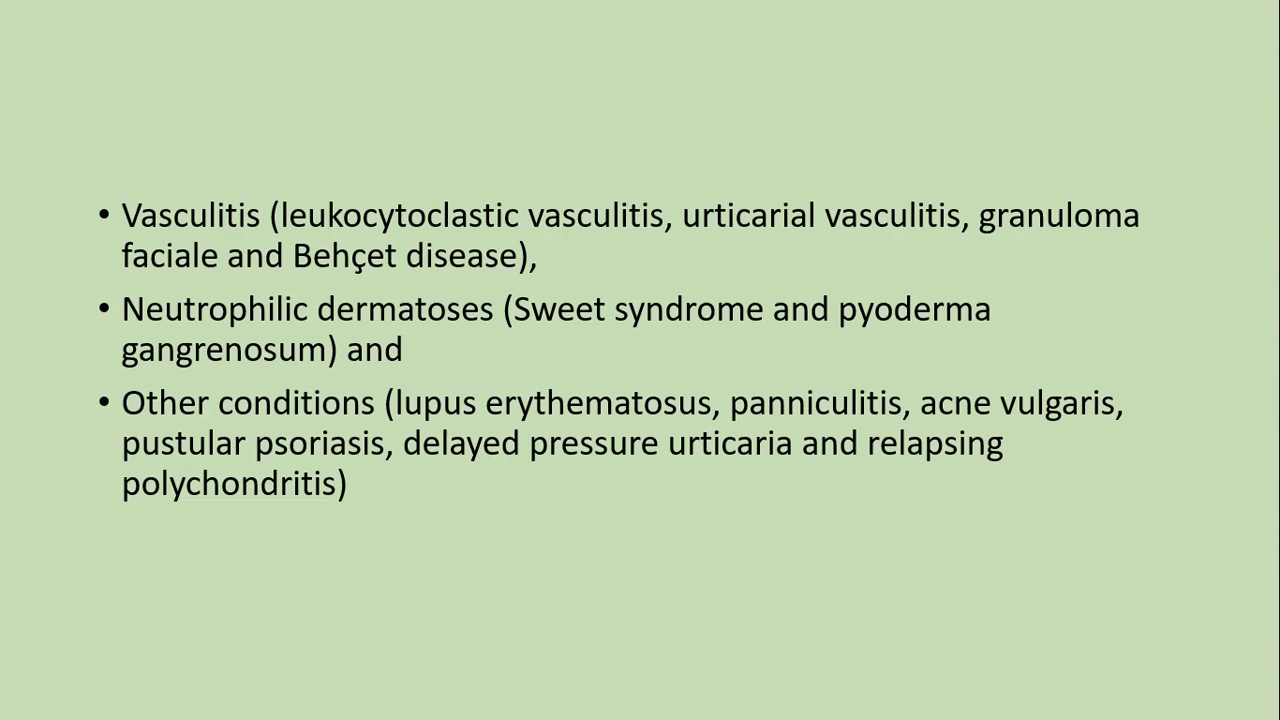 • Vasculitis (leukocytoclastic vasculitis, urticarial vasculitis, granuloma
faciale and Behçet disease),
• Neutrophilic dermatoses (Sweet syndrome and pyoderma
gangrenosum) and
• Other conditions (lupus erythematosus, panniculitis, acne vulgaris,
pustular psoriasis, delayed pressure urticaria and relapsing
polychondritis)